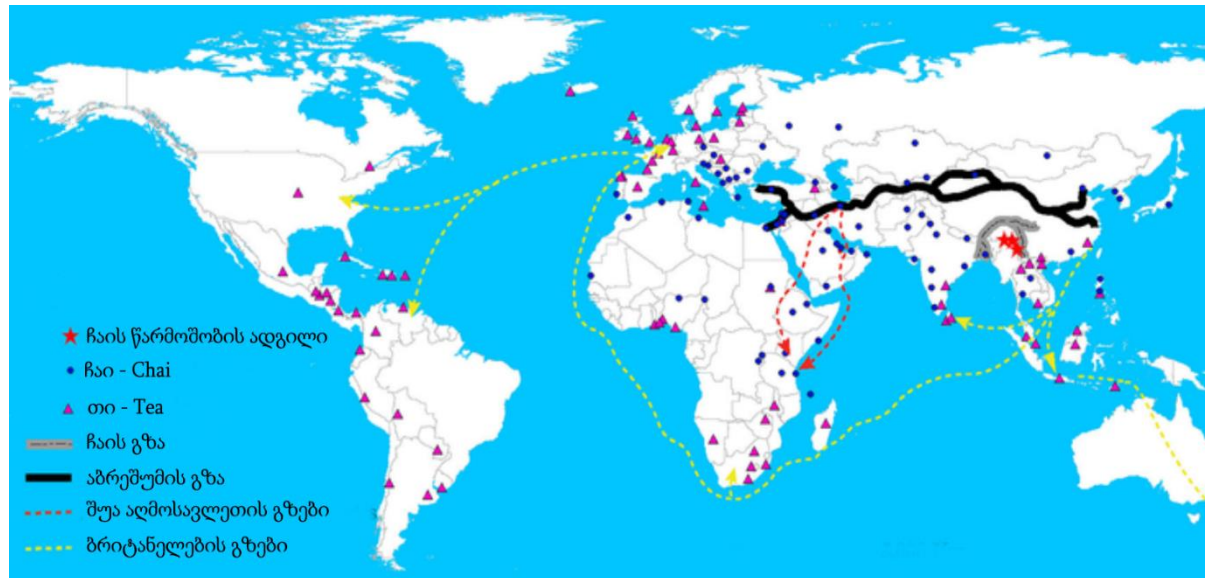 ჩაის წარმოშობის ადგილი
ჩაი - Chai
თი - Tea
ჩაის გზა
აბრეშუმის გზა
შუა აღმოსავლეთის გზები
ბრიტანელების გზები